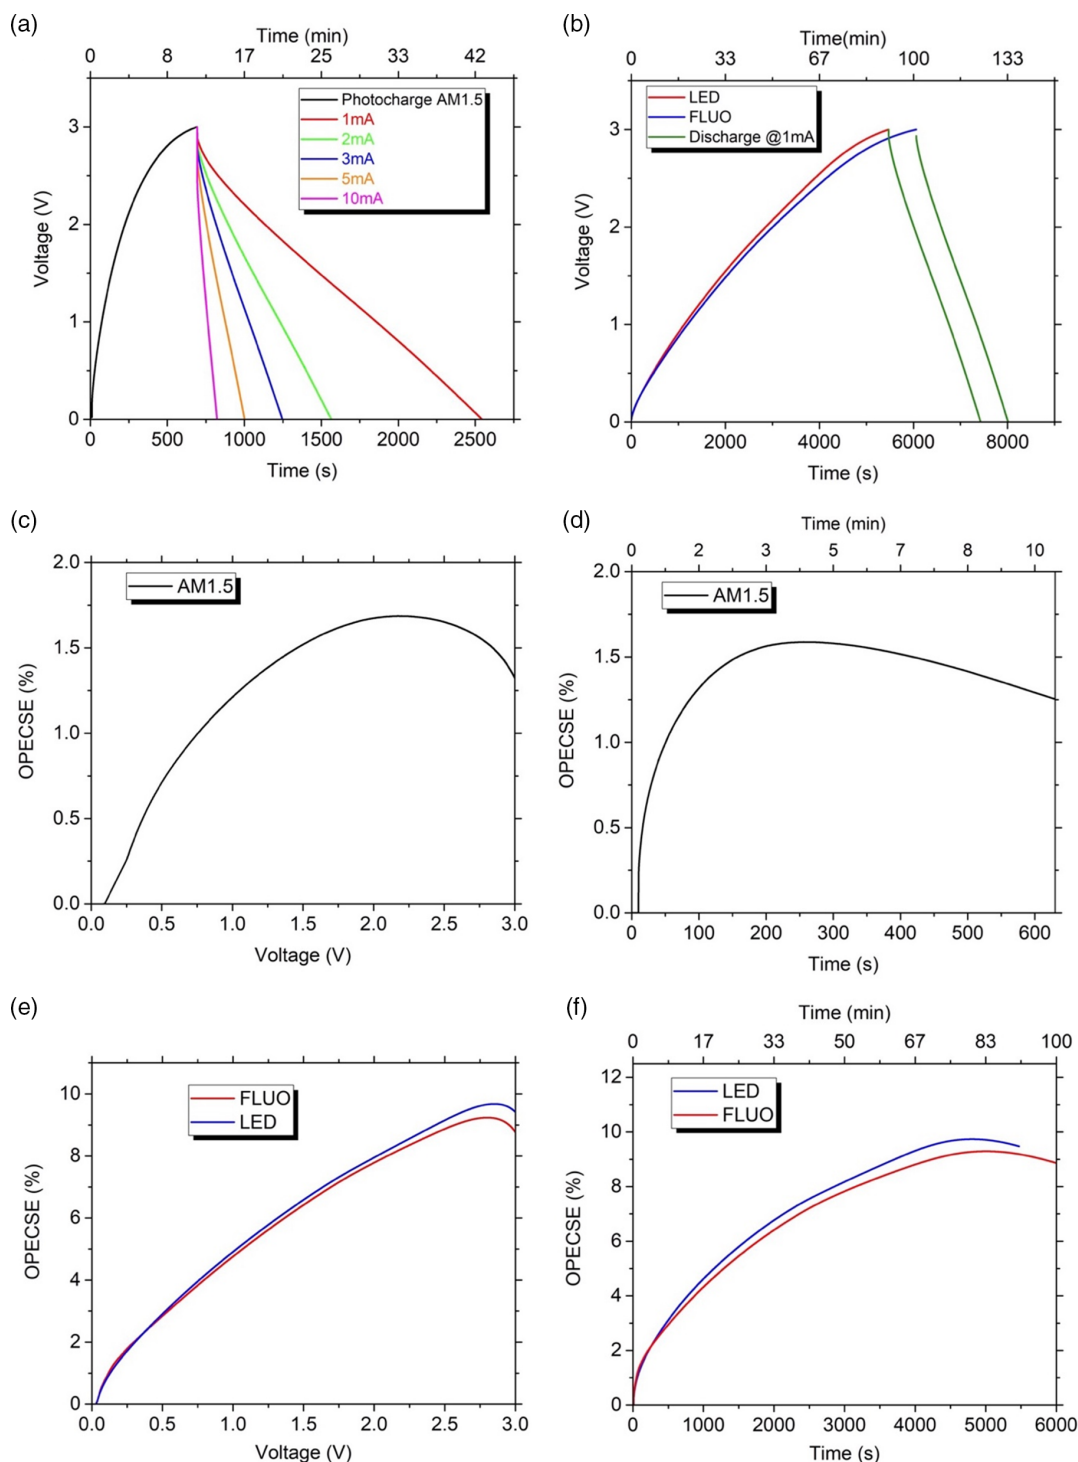 (a)
Time (min)
0 8 17 25 33 42
Photocharge AM1.5
1mA
2mA
3mA
5mA
10mA
3
2
1
0
Voltage (V)
0 500 1000 1500 2000 2500
Time (s)
(b)
Time(min)
0 33 67 100 133
LED
FLUO
Discharge @1mA
3
2
1
0
Voltage (V)
0 2000 4000 6000 8000
Time (s)
(c)
AM1.5
2.0
1.5
1.0
0.5
0.0
OPECSE (%)
0.0 0.5 1.0 1.5 2.0 2.5 3.0
Voltage (V)
(d)
Time (min)
0 2 3 5 7 8 10
AM1.5
2.0
1.5
1.0
0.5
0.0
OPECSE (%)
0 100 200 300 400 500 600
Time (s)
(e)
FLUO
LED
10
8
6
4
2
0
OPECSE (%)
0.0 0.5 1.0 1.5 2.0 2.5 3.0
Voltage (V)
(f)
Time (min)
0 17 33 50 67 83 100
LED
FLUO
12
10
8
6
4
2
0
OPECSE (%)
0 1000 2000 3000 4000 5000 6000
Time (s)